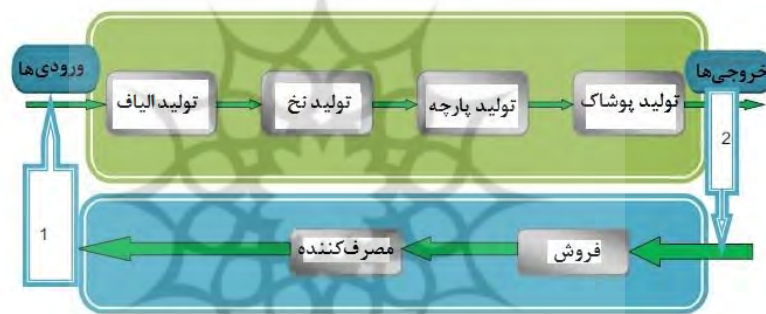 ورودی‌ها
خروجی‌ها
تولید الیاف
تولید نخ
تولید پارچه
تولید پوشاک
1
2
مصرف‌کننده
فروش